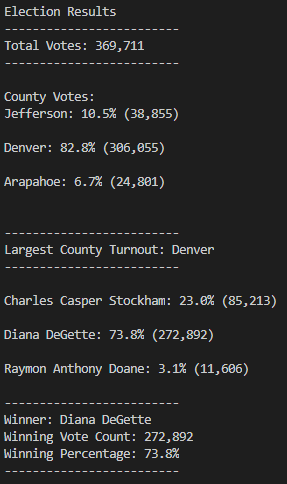 Election Results
-------------------------
Total Votes: 369,711
-------------------------
County Votes:
Jefferson: 10.5% (38,855)
Denver: 82.8% (306,055)
Arapahoe: 6.7% (24,801)
-------------------------
Largest County Turnout: Denver
-------------------------
Charles Casper Stockham: 23.0% (85,213)
Diana DeGette: 73.8% (272,892)
Raymon Anthony Doane: 3.1% (11,606)
-------------------------
Winner: Diana DeGette
Winning Vote Count: 272,892
Winning Percentage: 73.8%
-------------------------